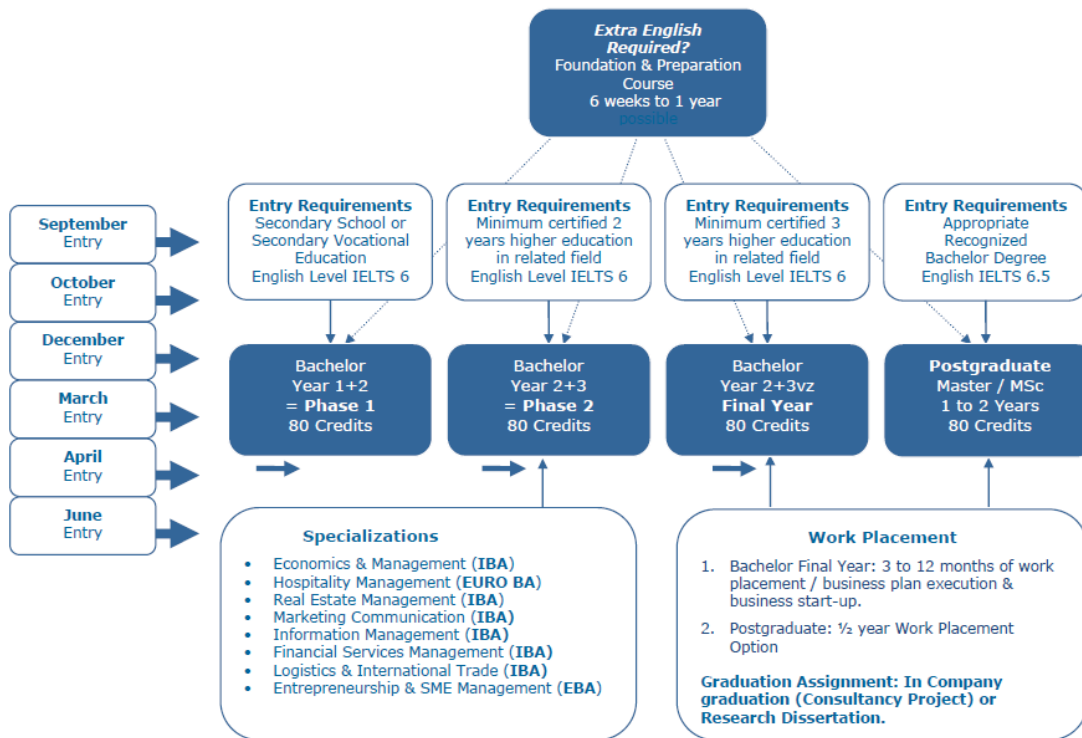 Extra English
Required?
Foundation & Preparation
Course
6 weeks to 1 year
possible
September
Entry
October
Entry
December
Entry
March
Entry
April
Entry
June
Entry
Entry Requirements
Secondary School or
Secondary Vocational
Education
English Level IELTS 6
Entry Requirements
Minimum certified 2
years higher education
in related field
English Level IELTS 6
Entry Requirements
Minimum certified 3
years higher education
in related field
English Level IELTS 6
Entry Requirements
Appropriate
Recognized
Bachelor Degree
English IELTS 6.5
Bachelor
Year 1+2
= Phase 1
80 Credits
Bachelor
Year 2+3
= Phase 2
80 Credits
Bachelor
Year 2+3vz
Final Year
80 Credits
Postgraduate
Master / MSc
1 to 2 Years
80 Credits
Specializations
• Economics & Management (IBA)
• Hospitality Management (EURO BA)
• Real Estate Management (IBA)
• Marketing Communication (IBA)
• Information Management (IBA)
• Financial Services Management (IBA)
• Logistics & International Trade (IBA)
• Entrepreneurship & SME Management (EBA)
Work Placement
1. Bachelor Final Year: 3 to 12 months of work
placement / business plan execution &
business start-up.
2. Postgraduate: ½ year Work Placement
Option
Graduation Assignment: In Company
graduation (Consultancy Project) or
Research Dissertation.